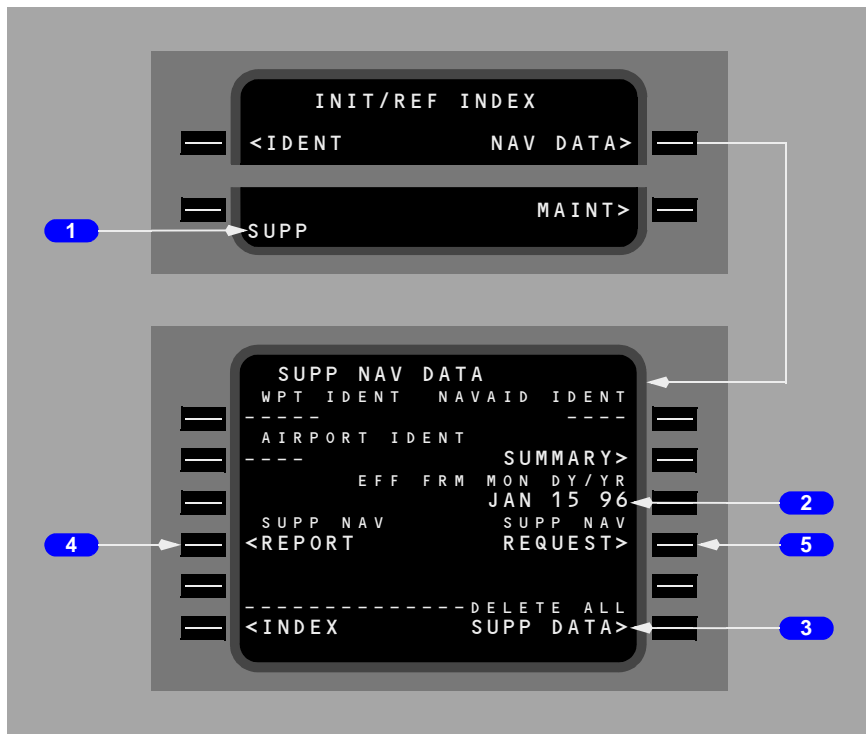 INIT/REF INDEX
<IDENT NAV DATA>
MAINT>
1
SUPP
SUPP NAV DATA
WPT IDENT NAVAID IDENT
----- ----
AIRPORT IDENT
---- SUMMARY>
EFF FRM MON DY/YR
JAN 15 96
2
SUPP NAV SUPP NAV
4 <REPORT REQUEST> 5
--------------DELETE ALL
<INDEX SUPP DATA> 3